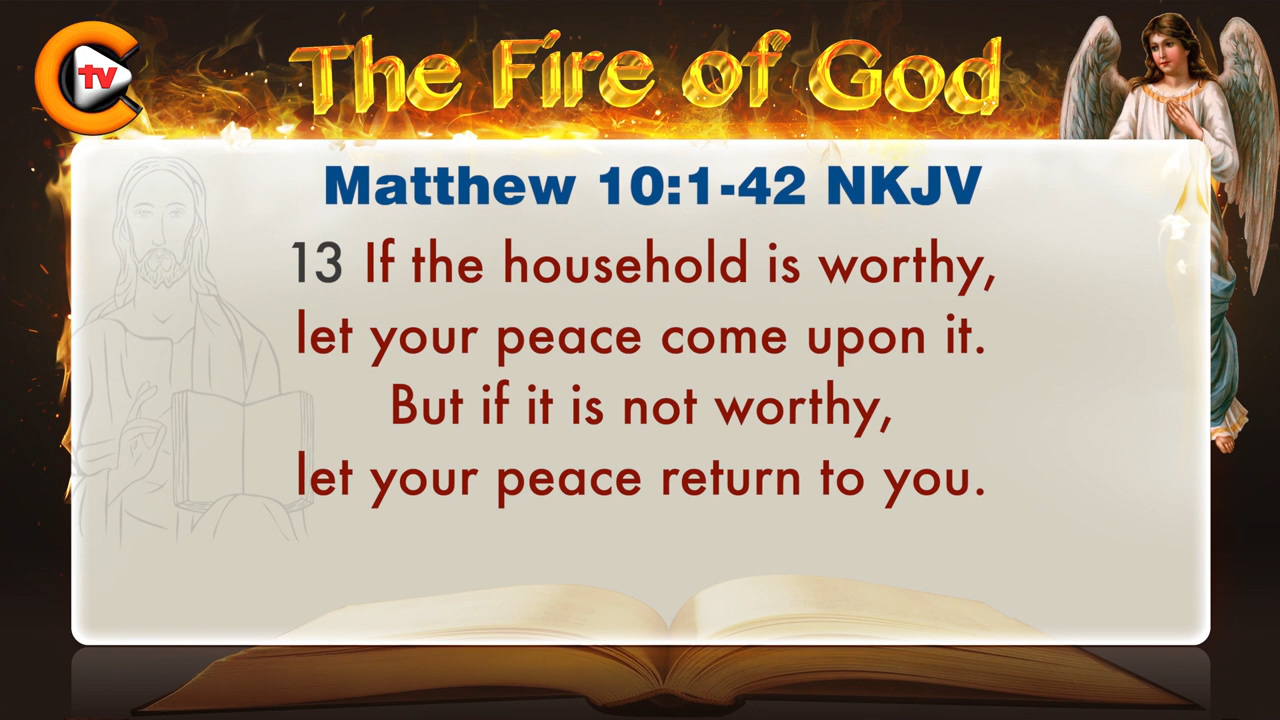 tv
The Fire of God
Matthew 10:1-42 NKJV
13 If the household is worthy,
let your peace come upon it.
But if it is not worthy,
let your peace return to you.